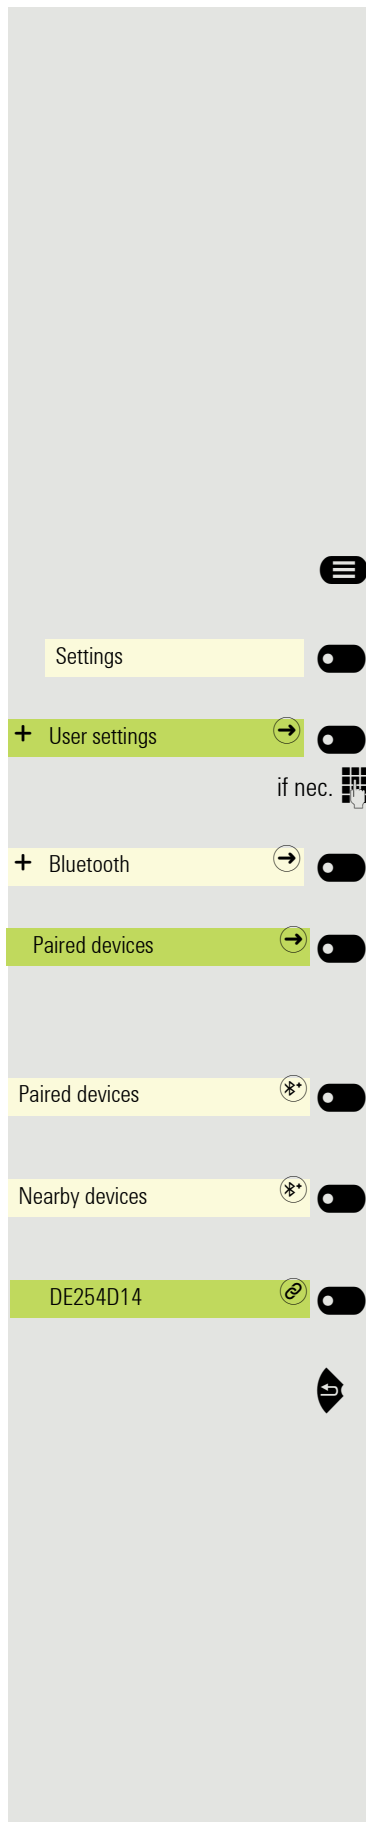 Settings
User settings
if nec.
Bluetooth
Paired devices
Paired devices
Nearby devices
DE254D14